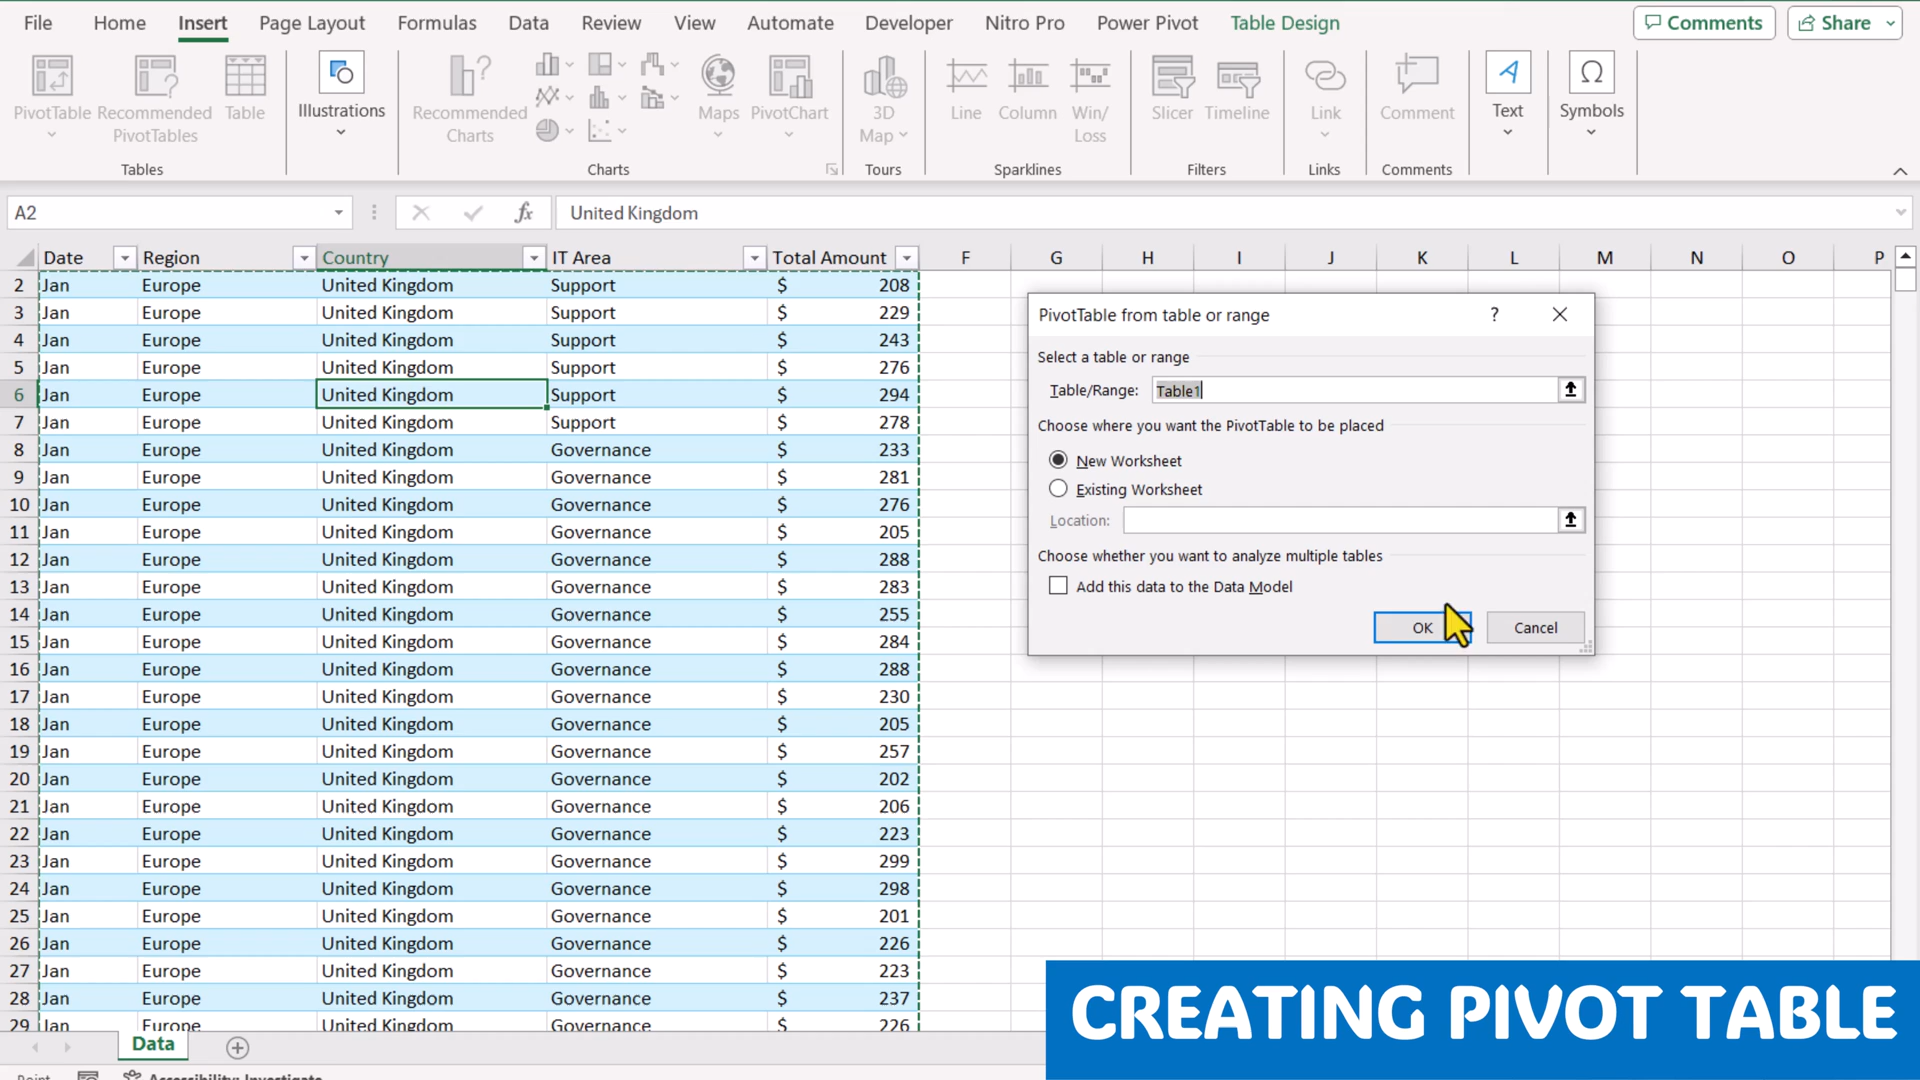 File Home Insert Page Layout Formulas Data Review View Automate Developer Nitro Pro Power Pivot Table Design Comments Share
PivotTable Recommended PivotTables Table Illustrations Recommended Charts Maps PivotChart 3D Map Line Column Win/Loss Slicer Timeline Link Comment Text Symbols
Tables Charts Tours Sparklines Filters Links Comments
A2 fx United Kingdom
Date Region Country IT Area Total Amount F G H I J K L M N O P
2 Jan Europe United Kingdom Support $ 208
3 Jan Europe United Kingdom Support $ 229
4 Jan Europe United Kingdom Support $ 243
5 Jan Europe United Kingdom Support $ 276
6 Jan Europe United Kingdom Support $ 294
7 Jan Europe United Kingdom Support $ 278
8 Jan Europe United Kingdom Governance $ 233
9 Jan Europe United Kingdom Governance $ 281
10 Jan Europe United Kingdom Governance $ 276
11 Jan Europe United Kingdom Governance $ 205
12 Jan Europe United Kingdom Governance $ 288
13 Jan Europe United Kingdom Governance $ 283
14 Jan Europe United Kingdom Governance $ 255
15 Jan Europe United Kingdom Governance $ 284
16 Jan Europe United Kingdom Governance $ 288
17 Jan Europe United Kingdom Governance $ 230
18 Jan Europe United Kingdom Governance $ 205
19 Jan Europe United Kingdom Governance $ 257
20 Jan Europe United Kingdom Governance $ 202
21 Jan Europe United Kingdom Governance $ 206
22 Jan Europe United Kingdom Governance $ 223
23 Jan Europe United Kingdom Governance $ 299
24 Jan Europe United Kingdom Governance $ 298
25 Jan Europe United Kingdom Governance $ 201
26 Jan Europe United Kingdom Governance $ 226
27 Jan Europe United Kingdom Governance $ 223
28 Jan Europe United Kingdom Governance $ 237
29 Jan Europe United Kingdom Governance $ 226
PivotTable from table or range ?
Select a table or range
Table/Range: Table1
Choose where you want the PivotTable to be placed
New Worksheet
Existing Worksheet
Location:
Choose whether you want to analyze multiple tables
Add this data to the Data Model
OK Cancel
CREATING PIVOT TABLE
Data
Point Accessibility: Investigate